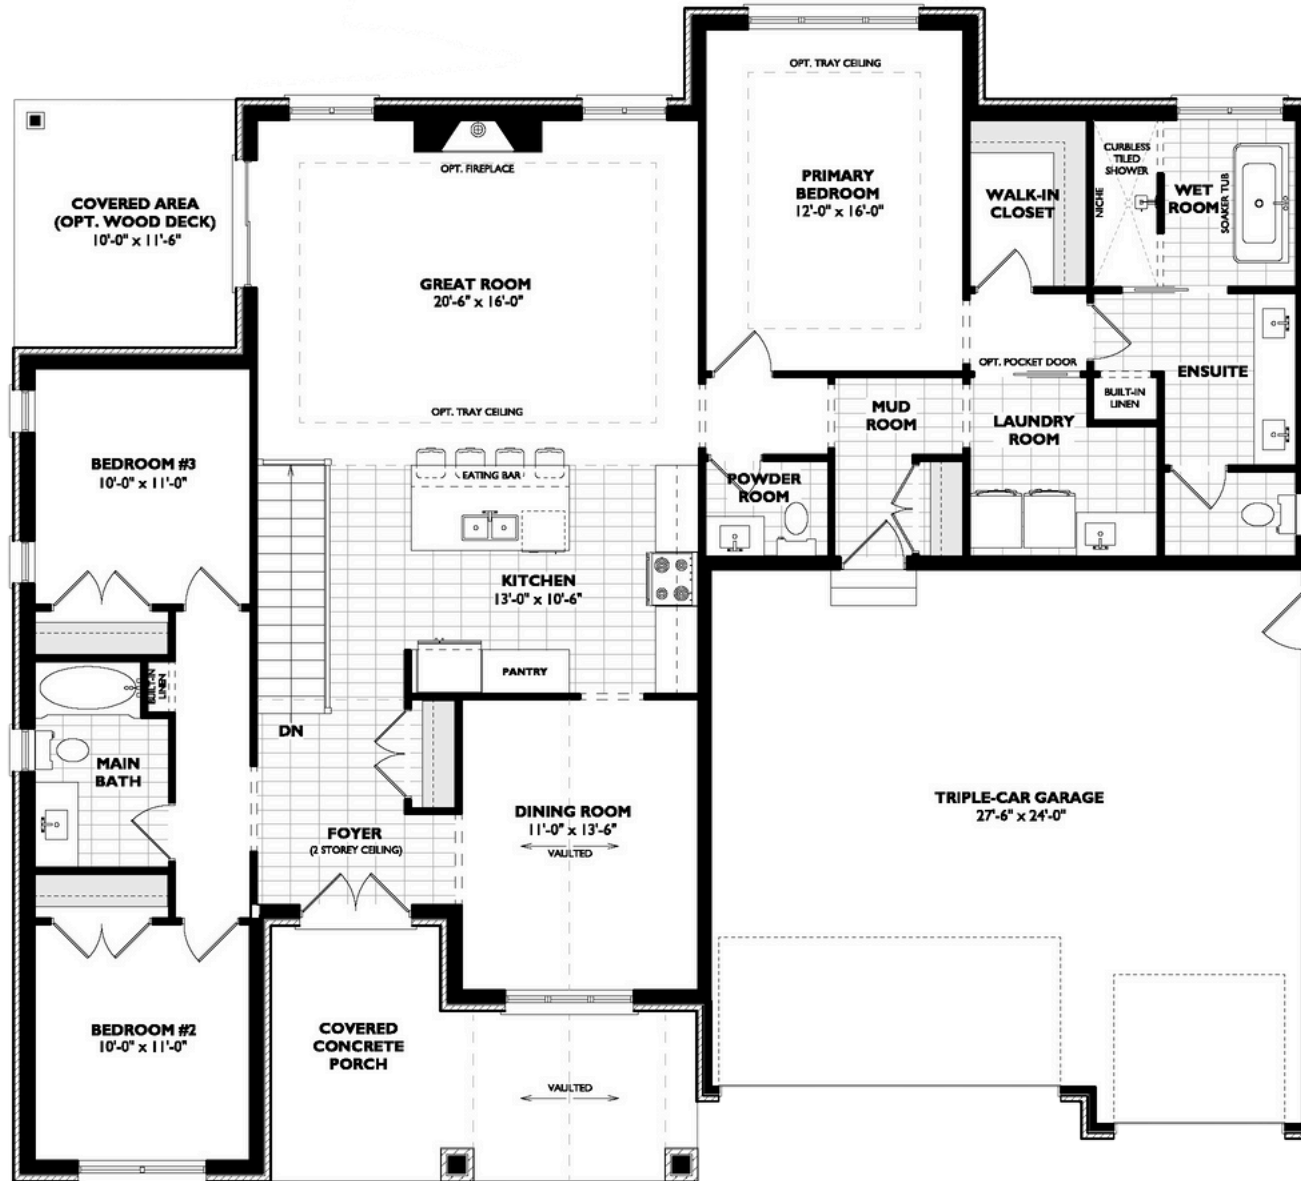 OPT. TRAY CEILING
PRIMARY
BEDROOM
12'-0" x 16'-0"
OPT. FIREPLACE
COVERED AREA
(OPT. WOOD DECK)
10'-0" x 11'-6"
GREAT ROOM
20'-6" x 16'-0"
OPT. TRAY CEILING
WALK-IN
CLOSET
CURBLESS
TILED
SHOWER
NICHE
WET
ROOM
SOAKER TUB
OPT. POCKET DOOR
ENSUITE
BUILT-IN
LINEN
MUD
ROOM
LAUNDRY
ROOM
POWDER
ROOM
BEDROOM #3
10'-0" x 11'-0"
EATING BAR
KITCHEN
13'-0" x 10'-6"
PANTRY
BUILT-IN
LINEN
DN
MAIN
BATH
FOYER
(2 STOREY CEILING)
DINING ROOM
11'-0" x 13'-6"
VAULTED
TRIPLE-CAR GARAGE
27'-6" x 24'-0"
BEDROOM #2
10'-0" x 11'-0"
COVERED
CONCRETE
PORCH
VAULTED